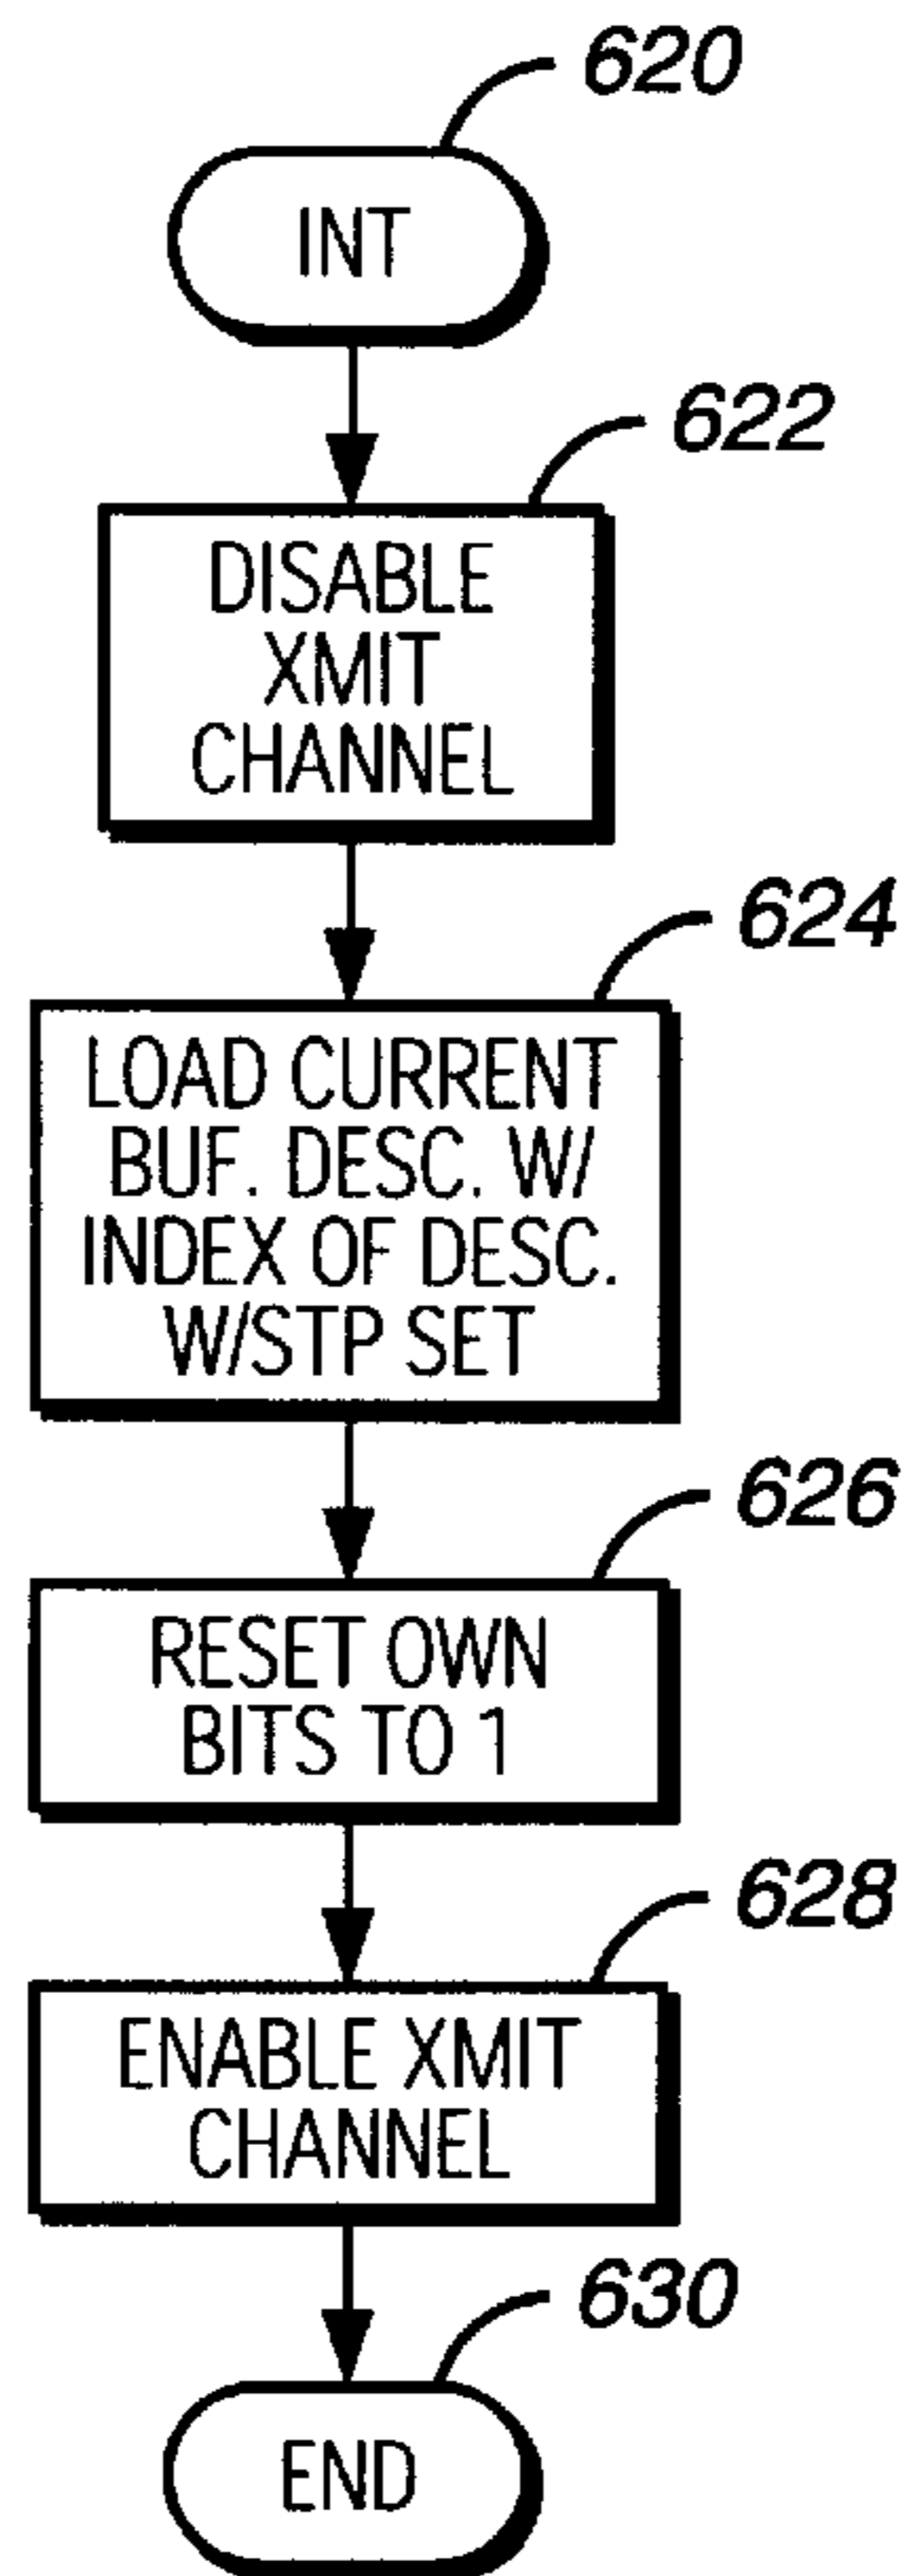 620
INT
622
DISABLE
XMIT
CHANNEL
624
LOAD CURRENT
BUF. DESC. W/
INDEX OF DESC.
W/STP SET
626
RESET OWN
BITS TO 1
628
ENABLE XMIT
CHANNEL
630
END